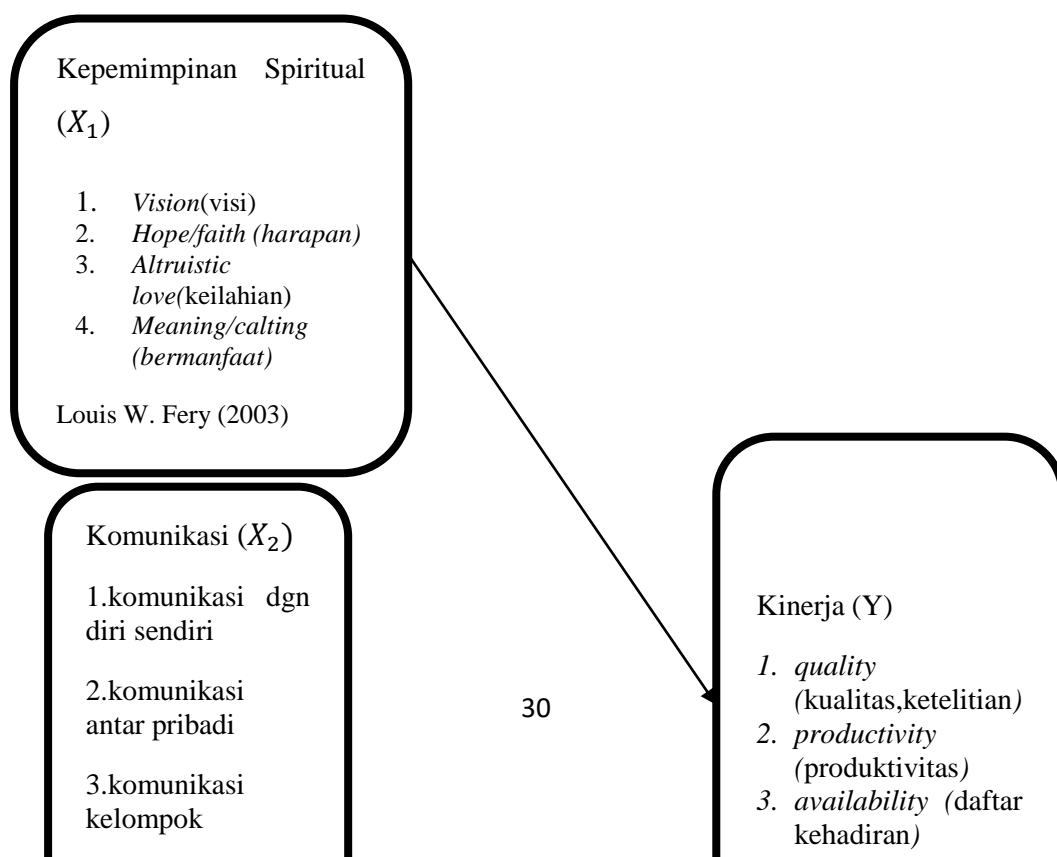 Kepemimpinan Spiritual
(𝑋₁)
1. Vision(visi)
2. Hope/faith (harapan)
3. Altruistic
love(keilahian)
4. Meaning/calting
(bermanfaat)
Louis W. Fery (2003)
Komunikasi (𝑋₂)
1.komunikasi dgn
diri sendiri
2.komunikasi
antar pribadi
3.komunikasi
kelompok
30
Kinerja (Y)
1. quality
(kualitas,ketelitian)
2. productivity
(produktivitas)
3. availability (daftar
kehadiran)